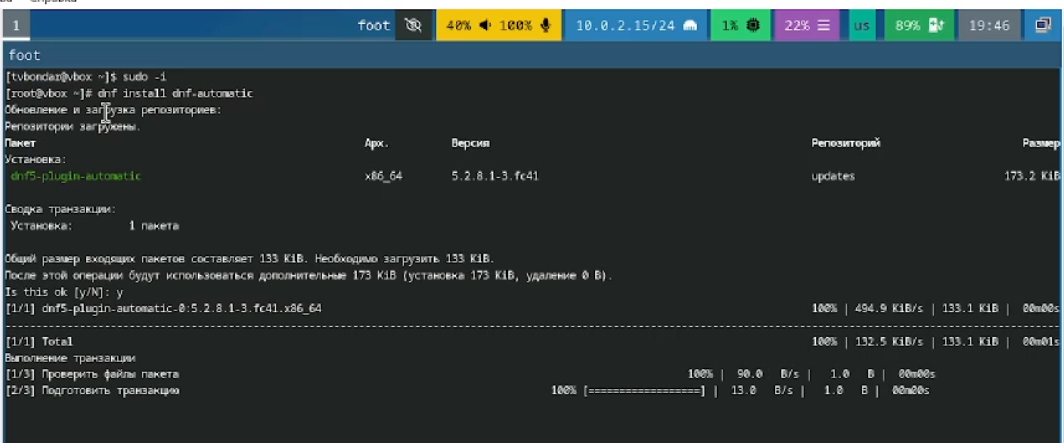 Справка
1 foot 40% 100% 10.0.2.15/24 1% 22% us 89% 19:46
foot
[tvbondar@vbox ~]$ sudo -i
[root@vbox ~]# dnf install dnf-automatic
Обновление и загрузка репозиториев:
Репозитории загружены.
Пакет Арх. Версия Репозиторий Размер
Установка:
dnf5-plugin-automatic x86_64 5.2.8.1-3.fc41 updates 173.2 KiB
Сводка транзакции:
Установка: 1 пакета
Общий размер входящих пакетов составляет 133 KiB. Необходимо загрузить 133 KiB.
После этой операции будут использоваться дополнительные 173 KiB (установка 173 KiB, удаление 0 B).
Is this ok [y/N]: y
[1/1] dnf5-plugin-automatic-0:5.2.8.1-3.fc41.x86_64 100% | 494.9 KiB/s | 133.1 KiB | 00m00s
--------------------------------------------------------------------------------
[1/1] Total 100% | 132.5 KiB/s | 133.1 KiB | 00m01s
Выполнение транзакции
[1/3] Проверить файлы пакета 100% | 90.0 B/s | 1.0 B | 00m00s
[2/3] Подготовить транзакцию 100% [==================] | 13.0 B/s | 1.0 B | 00m00s